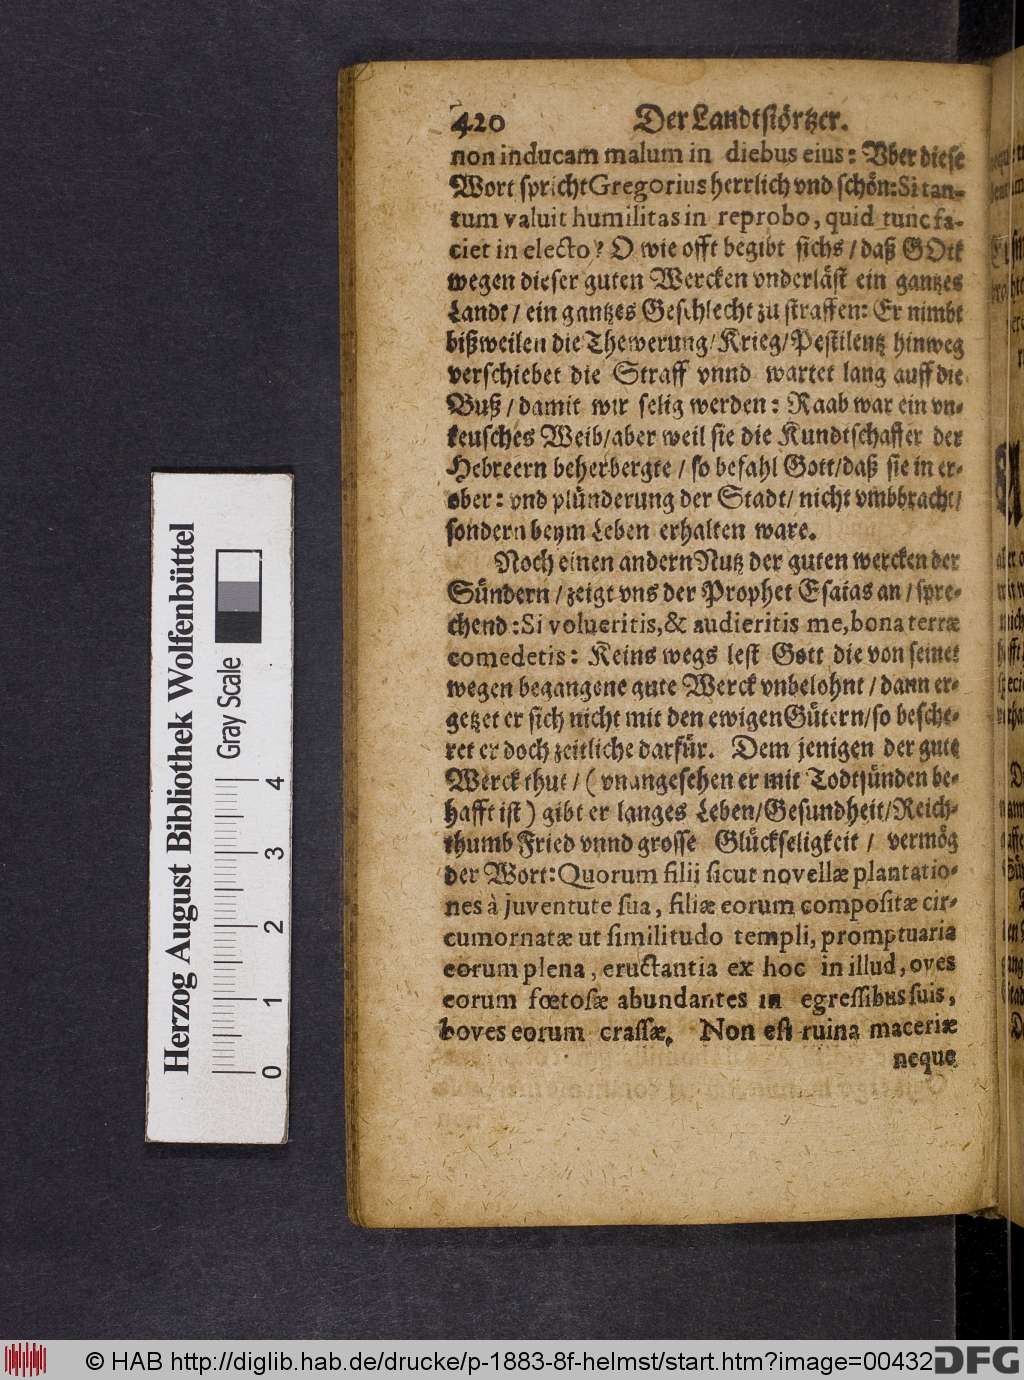 420 Der Landtstörtzer.
non inducam malum in diebus eius: Vber diese
Wort spricht Gregorius herrlich vnd schön: Si tan-
tum valuit humilitas in reprobo, quid tunc fa-
ciet in electo? O wie offt begibt sichs / daß GOtt
wegen dieser guten Wercken vnderläst ein gantzes
Landt / ein gantzes Geschlecht zu straffen: Er nimbt
bißweilen die Thewerung/ Krieg/ Pestilentz hinweg
verschiebet die Straff vnnd wartet lang auff die
Buß / damit wir selig werden: Raab war ein vn-
keusches Weib/ aber weil sie die Kundtschaffter der
Hebreern beherbergte / so befahl Gott/ daß sie in er-
ober: vnd plünderung der Stadt/ nicht vmbbracht/
sondern beym Leben erhalten ware.
Noch einen andern Nutz der guten wercken der
Sündern / zeigt vns der Prophet Esaias an / spre-
chend: Si volueritis, & audieritis me, bona terræ
comedetis: Keins wegs lest Gott die von seinet
wegen begangene gute Werck vnbelohnt / dann er-
getzet er sich nicht mit den ewigen Gütern/ so besche-
ret er doch zeitliche darfür. Dem jenigen der gute
Werck thut / ( vnangesehen er mit Todtsünden be-
hafft ist ) gibt er langes Leben/ Gesundheit/ Reich-
thumb Fried vnnd grosse Glückseligkeit / vermög
der Wort: Quorum filii sicut novellæ plantatio-
nes à juventute sua, filiæ eorum compositæ cir-
cumornatæ ut similitudo templi, promptuaria
eorum plena, eructantia ex hoc in illud, oves
eorum fœtosæ abundantes in egressibus suis,
boves eorum crassæ. Non est ruina maceriæ
neque
Herzog August Bibliothek Wolfenbüttel
Gray Scale
0 1 2 3 4
© HAB http://diglib.hab.de/drucke/p-1883-8f-helmst/start.htm?image=00432
DFG